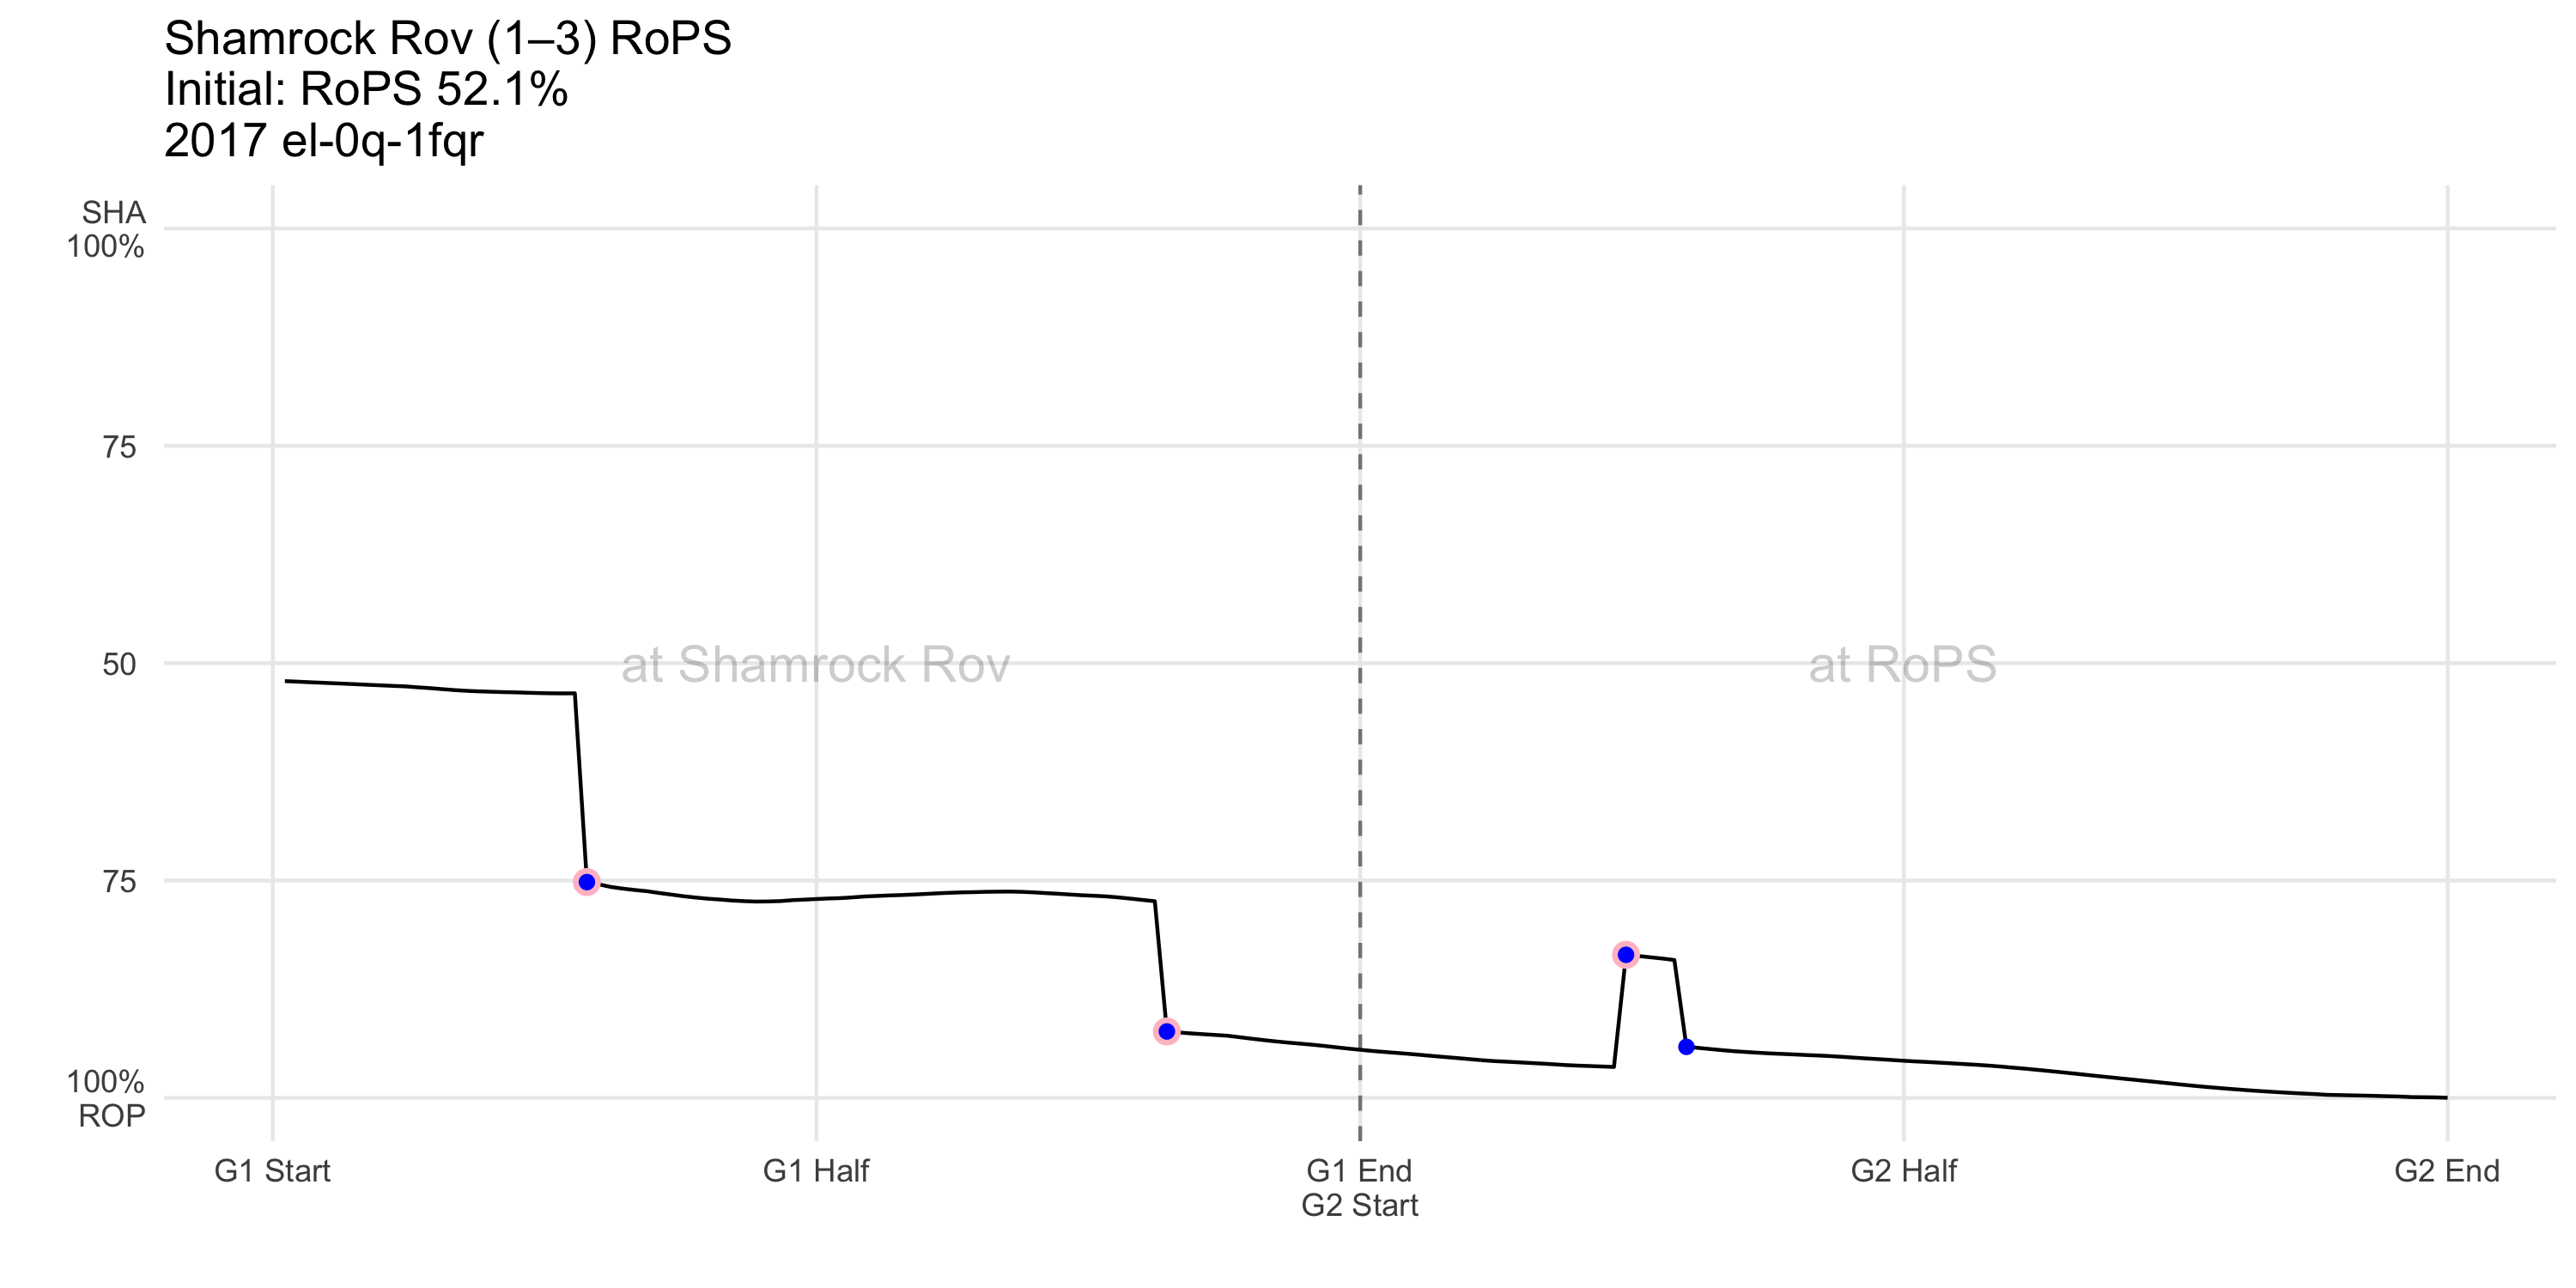 Shamrock Rov (1–3) RoPS
Initial: RoPS 52.1%
2017 el-0q-1fqr
SHA
100%
75
50
75
100%
ROP
at Shamrock Rov
at RoPS
G1 Start
G1 Half
G1 End
G2 Start
G2 Half
G2 End